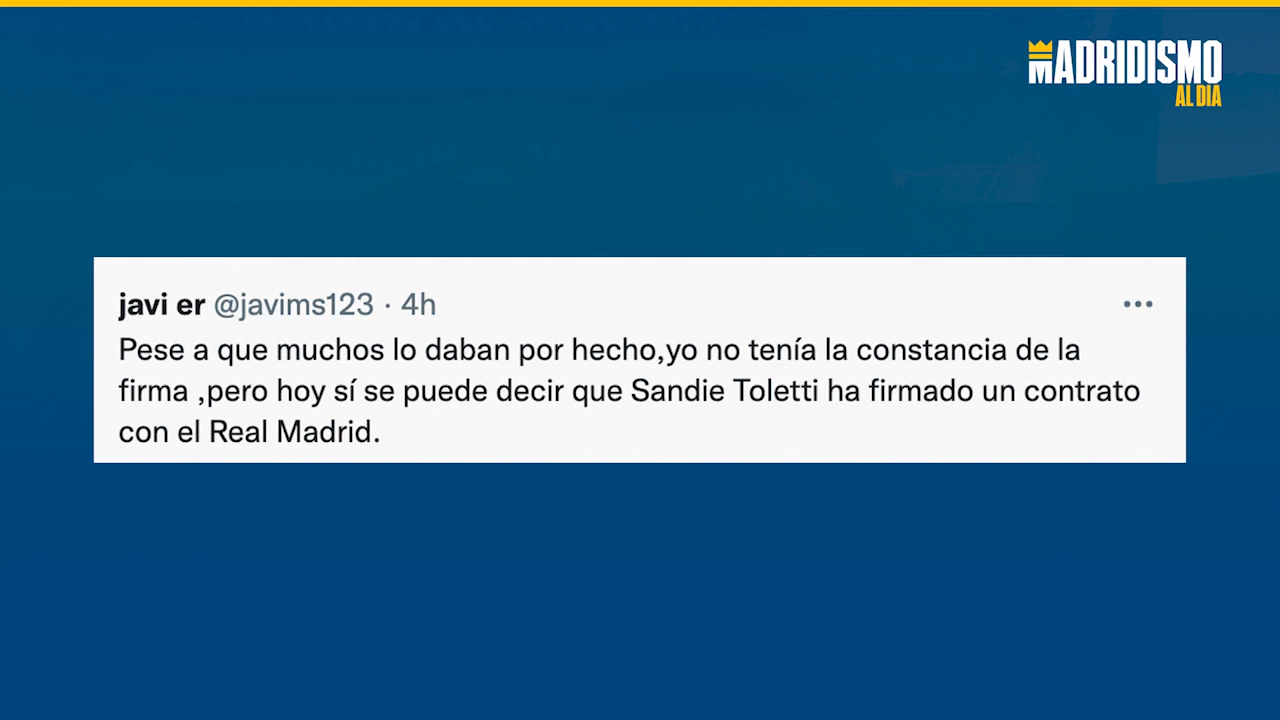 MADRIDISMO
AL DIA
javi er @javims123 · 4h
Pese a que muchos lo daban por hecho,yo no tenía la constancia de la
firma ,pero hoy sí se puede decir que Sandie Toletti ha firmado un contrato
con el Real Madrid.